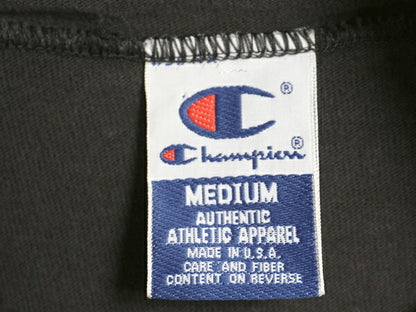 ®
Champion®
MEDIUM
AUTHENTIC
ATHLETIC APPAREL
MADE IN U.S.A.
CARE AND FIBER
CONTENT ON REVERSE